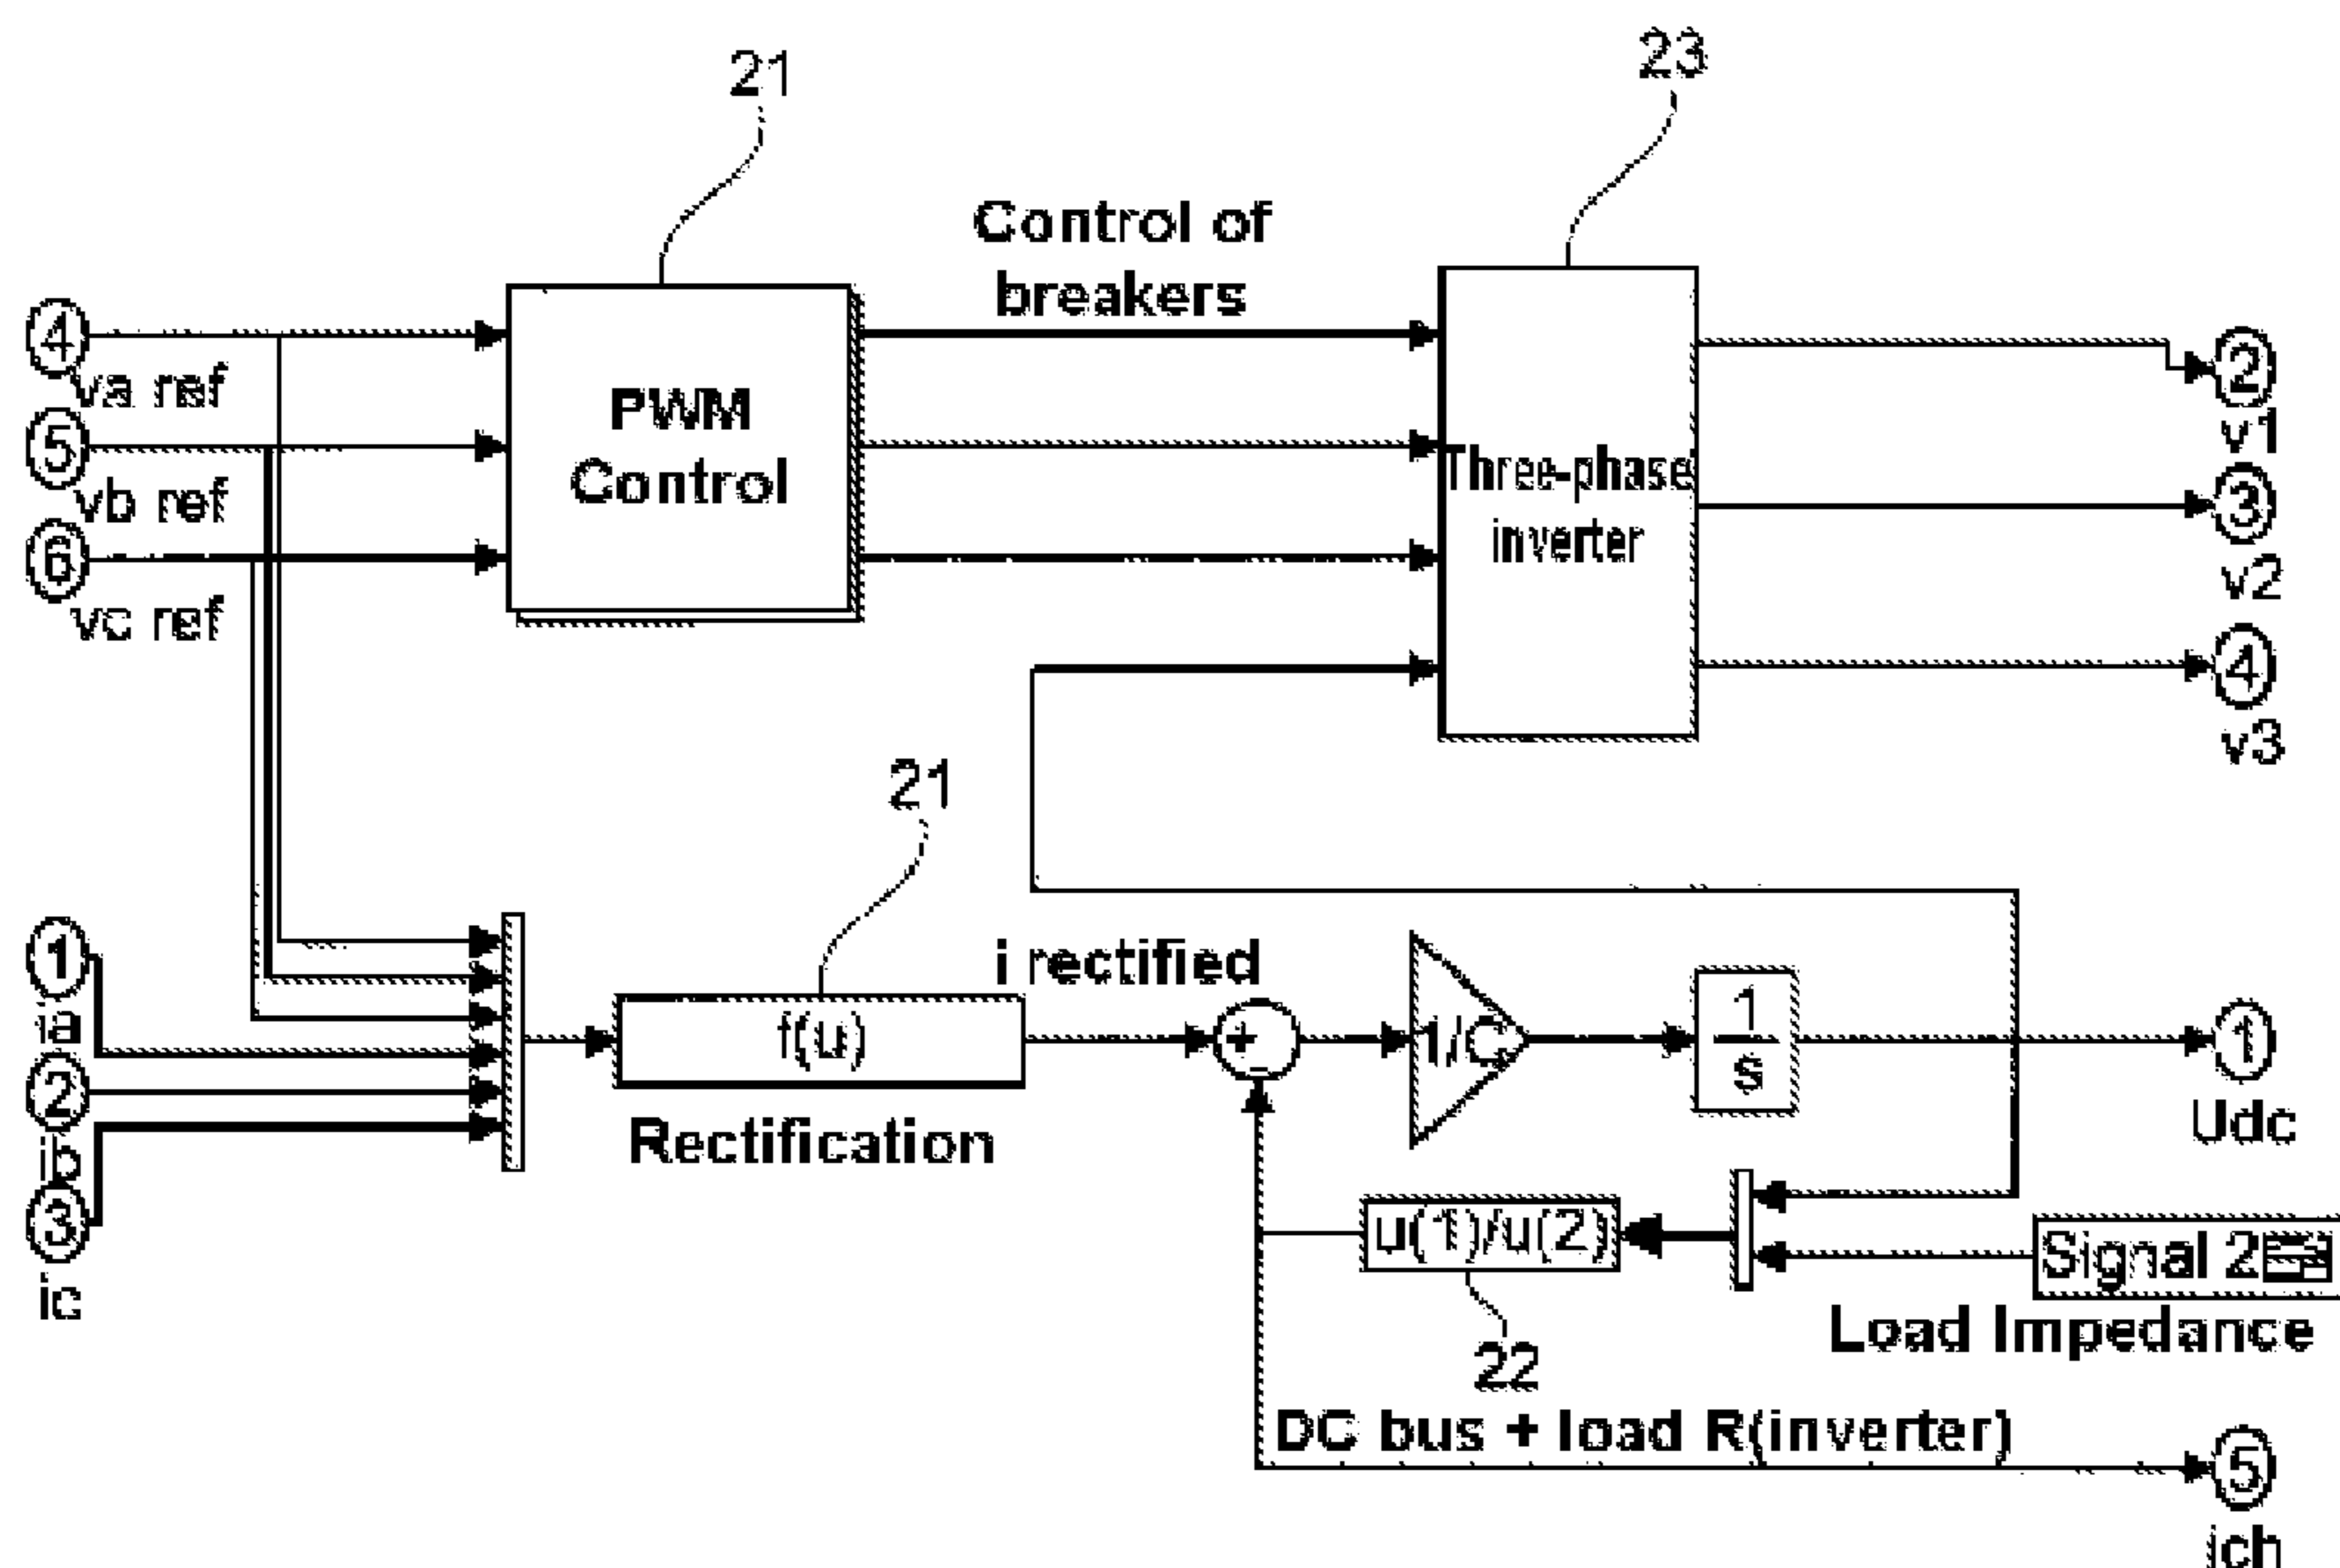 21
23
Control of
breakers
4
va ref
5
vb ref
6
vc ref
PWM
Control
Three-phase
inverter
2
v1
3
v2
4
v3
21
1
ia
2
ib
3
ic
f(u)
Rectification
i rectified
+
-
1/C
1
s
1
Udc
u(1)/u(2)
22
Signal 2
Load Impedance
DC bus + load R(inverter)
5
ich